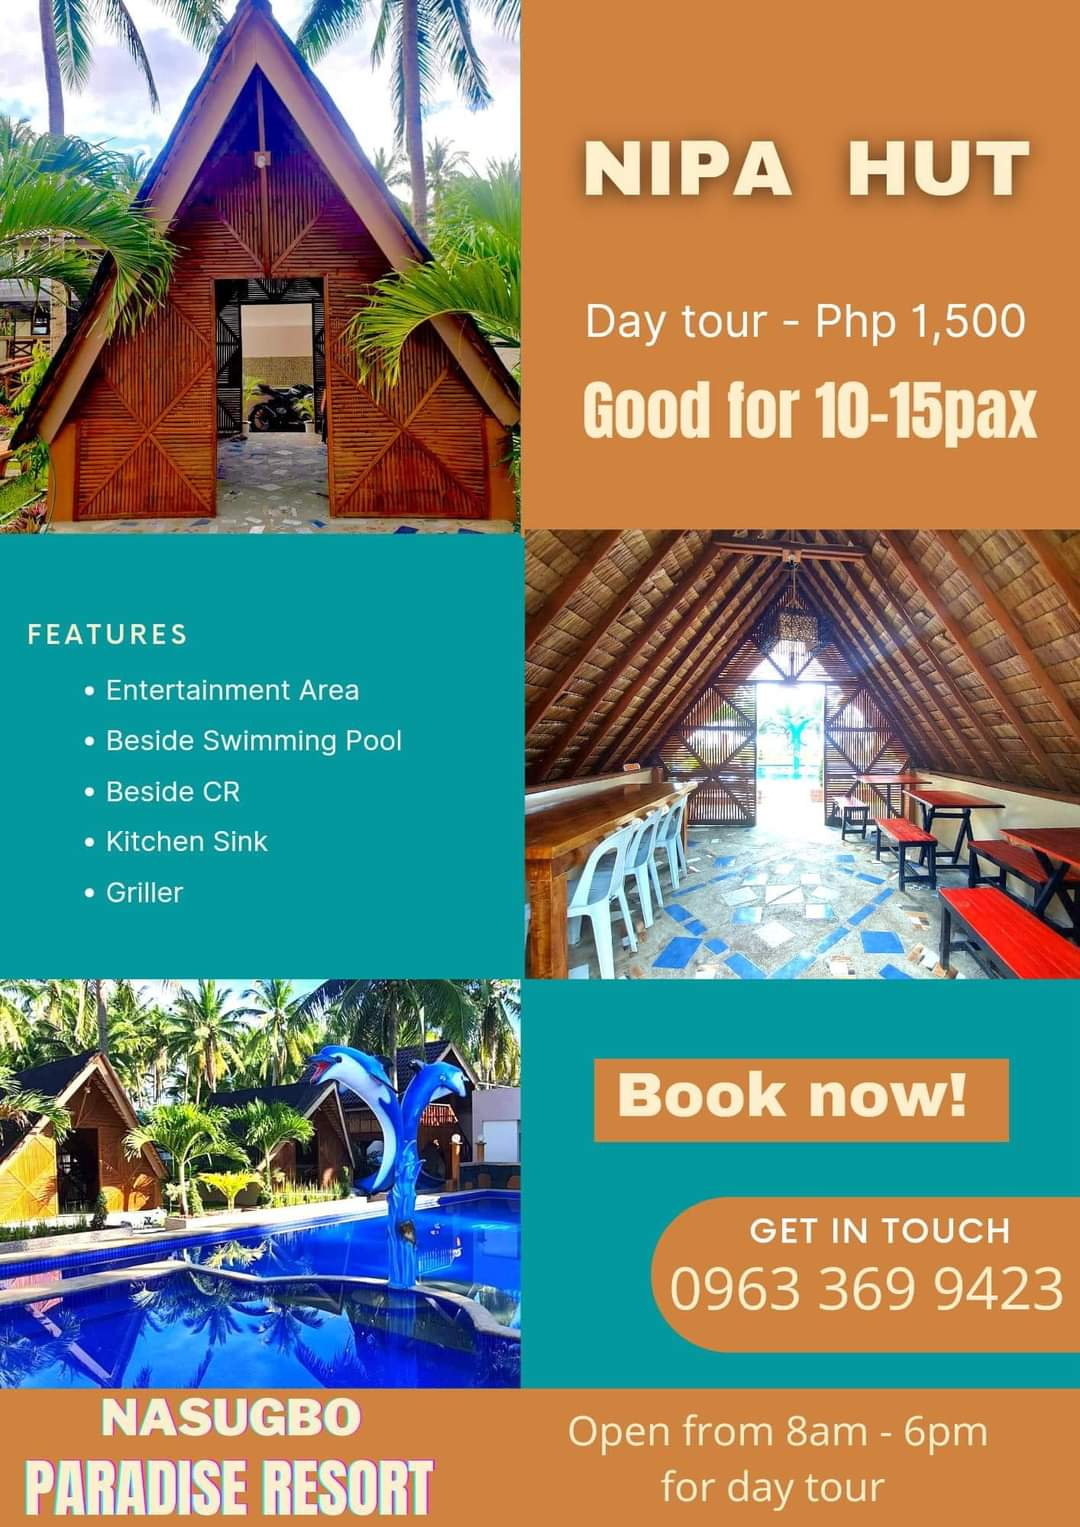 NIPA HUT
Day tour - Php 1,500
Good for 10-15pax
FEATURES
• Entertainment Area
• Beside Swimming Pool
• Beside CR
• Kitchen Sink
• Griller
Book now!
GET IN TOUCH
0963 369 9423
NASUGBO
PARADISE RESORT
Open from 8am - 6pm
for day tour